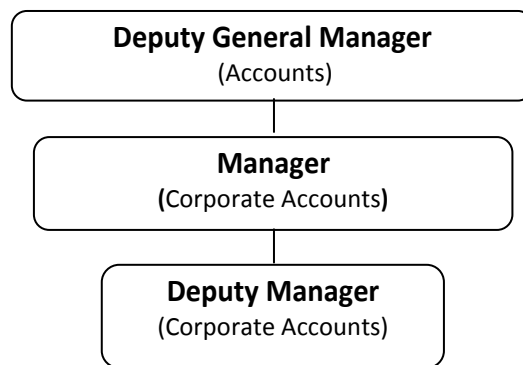 Deputy General Manager
(Accounts)
Manager
(Corporate Accounts)
Deputy Manager
(Corporate Accounts)